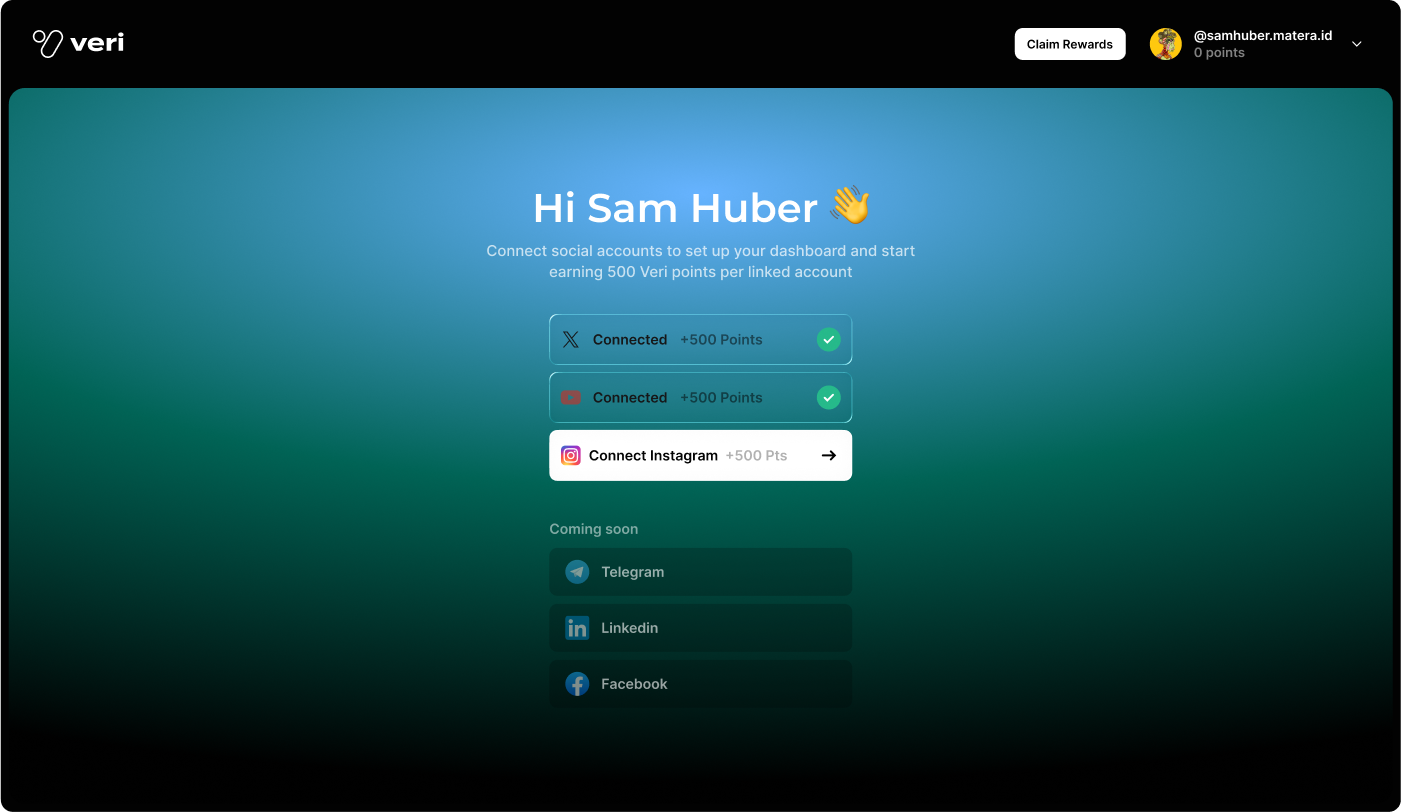 veri
Claim Rewards
@samhuber.matera.id
0 points
Hi Sam Huber 👋
Connect social accounts to set up your dashboard and start
earning 500 Veri points per linked account
Connected +500 Points
Connected +500 Points
Connect Instagram +500 Pts
Coming soon
Telegram
Linkedin
Facebook